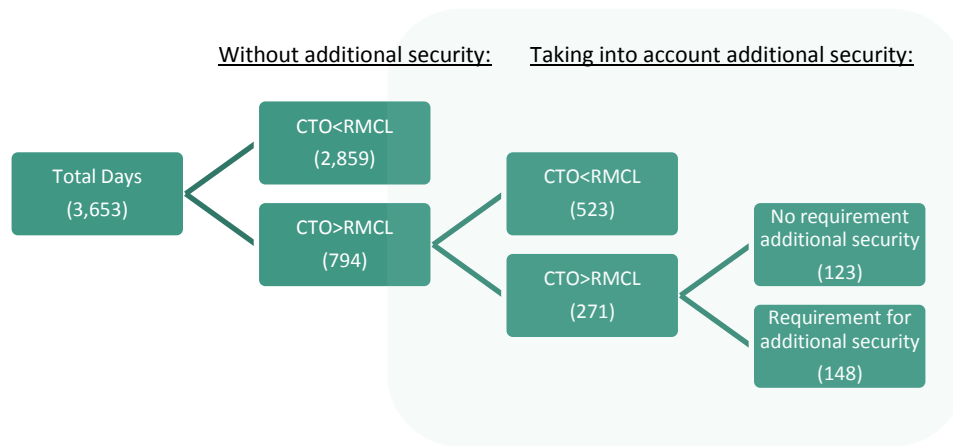 Without additional security:
Taking into account additional security:
Total Days
(3,653)
CTO<RMCL
(2,859)
CTO>RMCL
(794)
CTO<RMCL
(523)
CTO>RMCL
(271)
No requirement
additional security
(123)
Requirement for
additional security
(148)